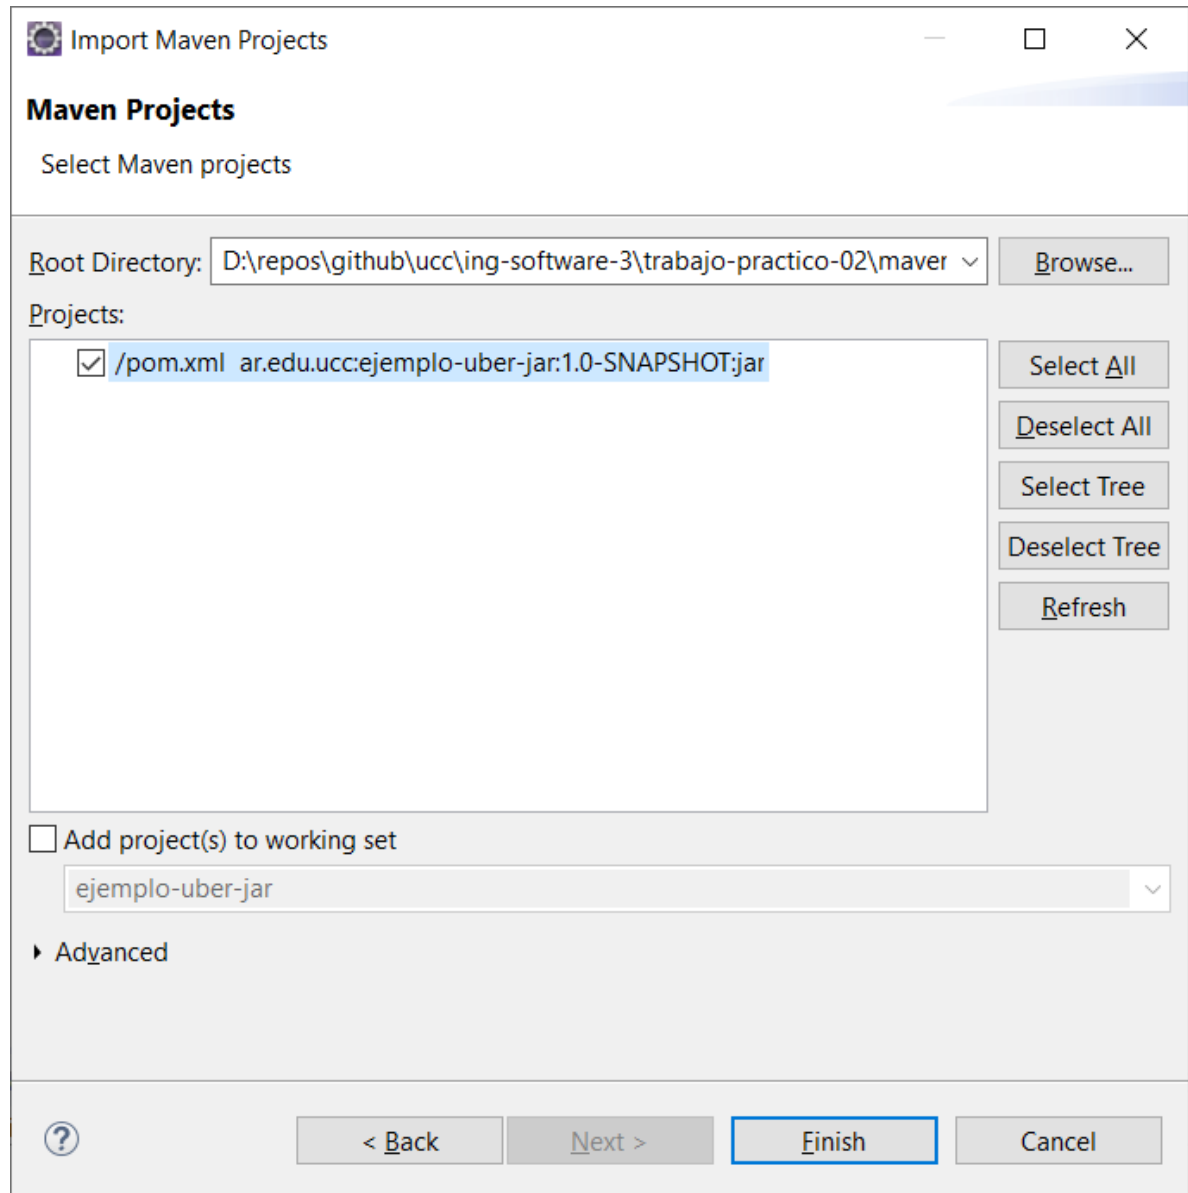 Import Maven Projects
Maven Projects
Select Maven projects
Root Directory: D:\repos\github\ucc\ing-software-3\trabajo-practico-02\maver Browse...
Projects:
/pom.xml ar.edu.ucc:ejemplo-uber-jar:1.0-SNAPSHOT:jar
Select All
Deselect All
Select Tree
Deselect Tree
Refresh
Add project(s) to working set
ejemplo-uber-jar
Advanced
? < Back Next > Finish Cancel